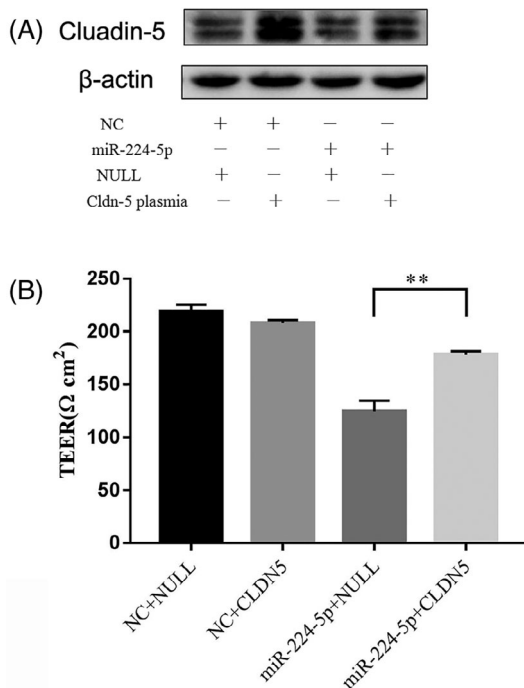 (A)
Cluadin-5
β-actin
NC + + − −
miR-224-5p − − + +
NULL + − + −
Cldn-5 plasmia − + − +
(B)
**
250
200
150
100
50
0
TEER(Ω cm²)
NC+NULL
NC+CLDN5
miR-224-5p+NULL
miR-224-5p+CLDN5